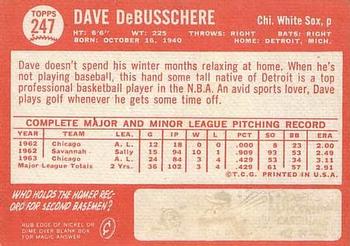 TOPPS
247
DAVE DeBUSSCHERE
Chi. White Sox, p
HT: 6'6" WT: 225 THROWS: RIGHT BATS: RIGHT
BORN: OCTOBER 16, 1940 HOME: DETROIT, MICH.
Dave doesn't spend his winter months relaxing at home. When he's
not playing baseball, this hand some tall native of Detroit is a top
professional basketball player in the N.B.A. An avid sports lover, Dave
plays golf whenever he gets some time off.
COMPLETE MAJOR AND MINOR LEAGUE PITCHING RECORD
YEAR TEAM LEA G IP W L PCT. SO BB ERA
1962 Chicago A. L. 12 18 0 0 .000 8 23 2.00
1962 Savannah Sally 15 94 10 1 .909 93 53 2.49
1963 Chicago A. L. 24 84 3 4 .429 53 34 3.11
Major League Totals 2 Yrs. 36 102 3 4 .429 61 57 2.91
©T.C.G. PRINTED IN U.S.A.
WHO HOLDS THE HOMER REC-
ORD FOR SECOND BASEMEN?
RUB EDGE OF NICKEL OR
DIME OVER BLANK BOX
FOR MAGIC ANSWER